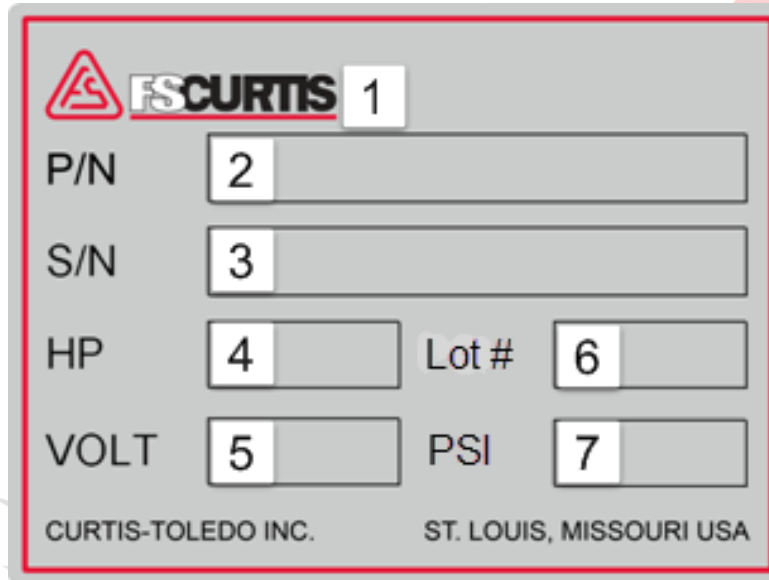 FS FSCURTIS 1
P/N 2
S/N 3
HP 4 Lot # 6
VOLT 5 PSI 7
CURTIS-TOLEDO INC. ST. LOUIS, MISSOURI USA